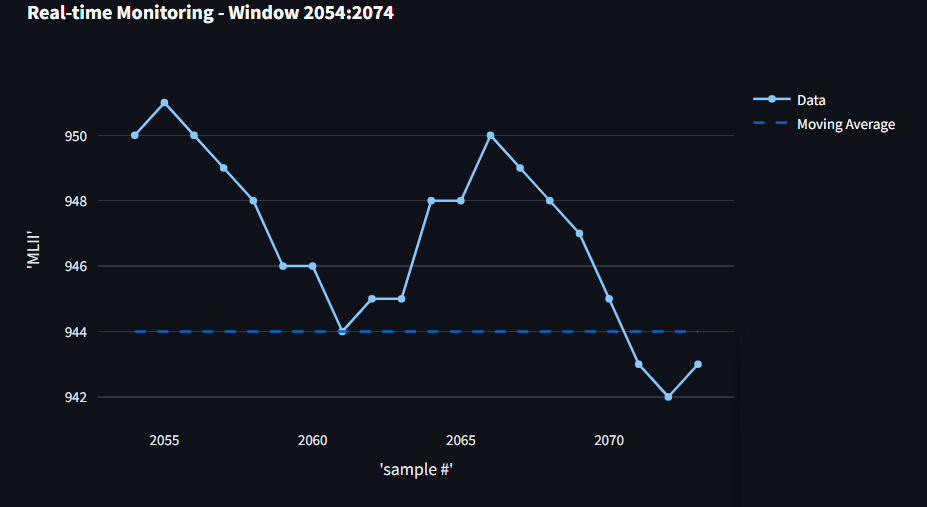 Real-time Monitoring - Window 2054:2074
Data
Moving Average
950
948
946
944
942
'MLII'
2055
2060
2065
2070
'sample #'